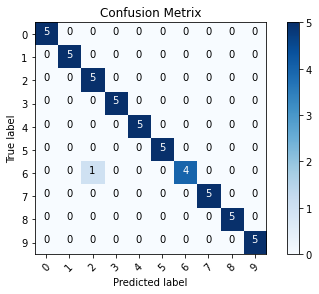 Confusion Metrix
0 5 0 0 0 0 0 0 0 0 0
1 0 5 0 0 0 0 0 0 0 0
2 0 0 5 0 0 0 0 0 0 0
3 0 0 0 5 0 0 0 0 0 0
4 0 0 0 0 5 0 0 0 0 0
5 0 0 0 0 0 5 0 0 0 0
6 0 0 1 0 0 0 4 0 0 0
7 0 0 0 0 0 0 0 5 0 0
8 0 0 0 0 0 0 0 0 5 0
9 0 0 0 0 0 0 0 0 0 5
0 1 2 3 4 5 6 7 8 9
True label
Predicted label
5
4
3
2
1
0